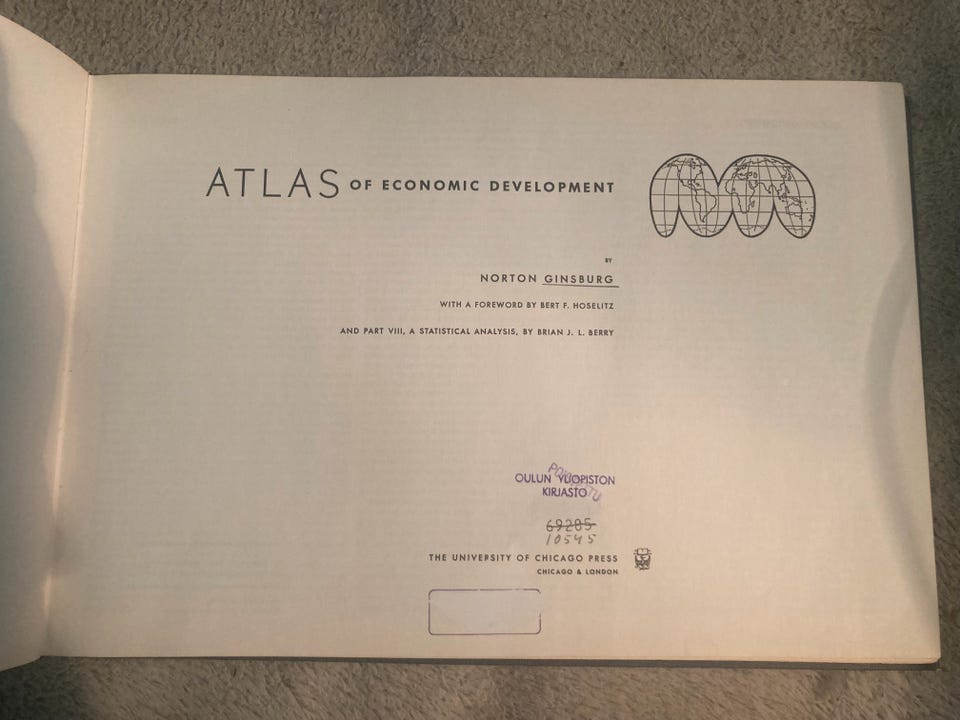 ATLAS OF ECONOMIC DEVELOPMENT
BY
NORTON GINSBURG
WITH A FOREWORD BY BERT F. HOSELITZ
AND PART VIII, A STATISTICAL ANALYSIS, BY BRIAN J. L. BERRY
POISTETTU
OULUN YLIOPISTON
KIRJASTO
69285
10545
THE UNIVERSITY OF CHICAGO PRESS
CHICAGO & LONDON